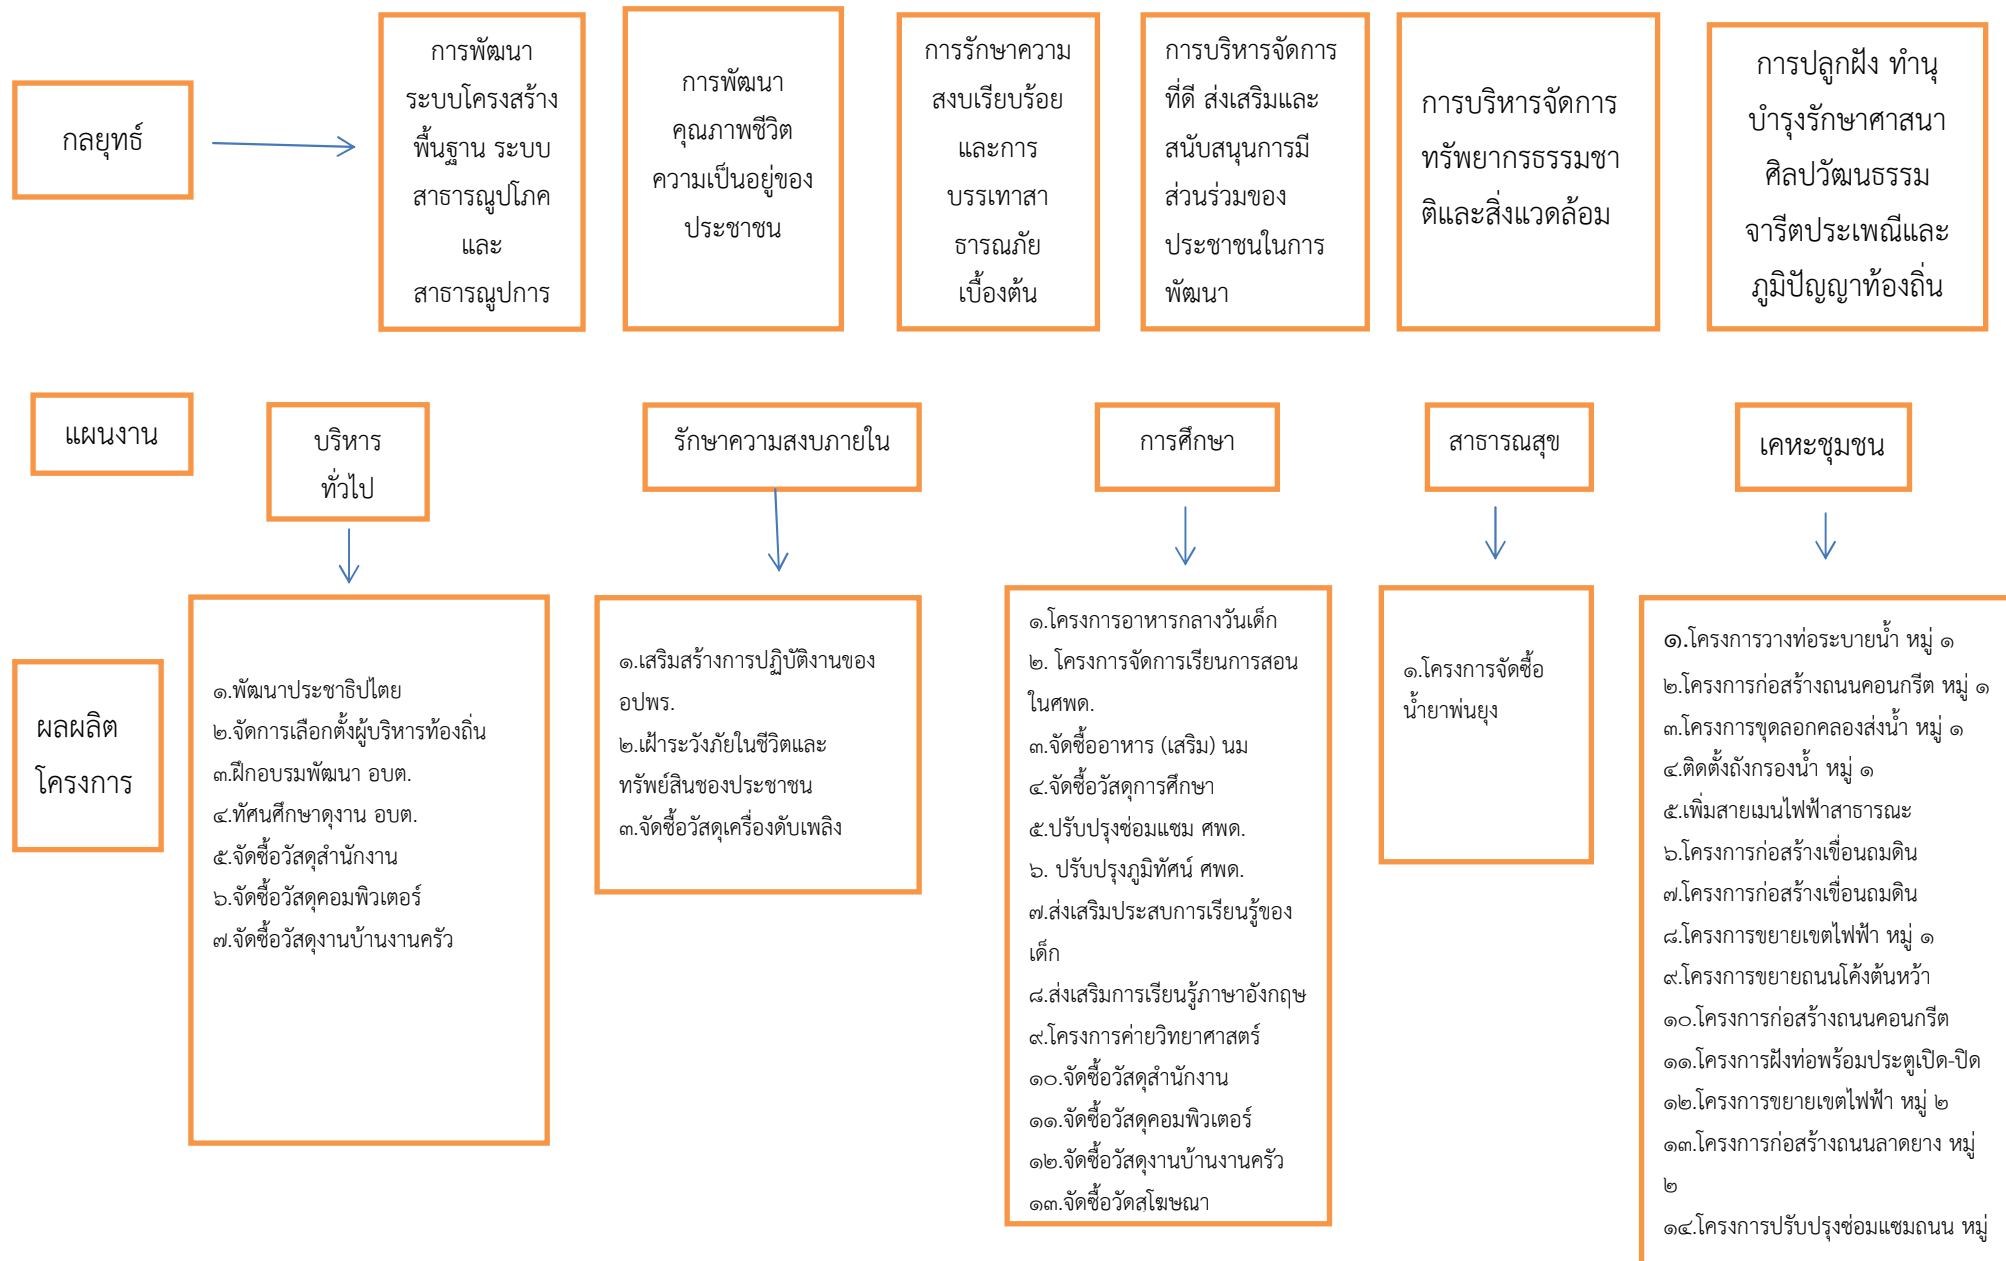 กลยุทธ์
การพัฒนา
ระบบโครงสร้าง
พื้นฐาน ระบบ
สาธารณูปโภค
และ
สาธารณูปการ
การพัฒนา
คุณภาพชีวิต
ความเป็นอยู่ของ
ประชาชน
การรักษาความ
สงบเรียบร้อย
และการ
บรรเทาสา
ธารณภัย
เบื้องต้น
การบริหารจัดการ
ที่ดี ส่งเสริมและ
สนับสนุนการมี
ส่วนร่วมของ
ประชาชนในการ
พัฒนา
การบริหารจัดการ
ทรัพยากรธรรมชา
ติและสิ่งแวดล้อม
การปลูกฝัง ทำนุ
บำรุงรักษาศาสนา
ศิลปวัฒนธรรม
จารีตประเพณีและ
ภูมิปัญญาท้องถิ่น
แผนงาน
บริหาร
ทั่วไป
รักษาความสงบภายใน
การศึกษา
สาธารณสุข
เคหะชุมชน
ผลผลิต
โครงการ
๑.พัฒนาประชาธิปไตย
๒.จัดการเลือกตั้งผู้บริหารท้องถิ่น
๓.ฝึกอบรมพัฒนา อบต.
๔.ทัศนศึกษาดุงาน อบต.
๕.จัดซื้อวัสดุสำนักงาน
๖.จัดซื้อวัสดุคอมพิวเตอร์
๗.จัดซื้อวัสดุงานบ้านงานครัว
๑.เสริมสร้างการปฏิบัติงานของ
อปพร.
๒.เฝ้าระวังภัยในชีวิตและ
ทรัพย์สินชองประชาชน
๓.จัดซื้อวัสดุเครื่องดับเพลิง
๑.โครงการอาหารกลางวันเด็ก
๒. โครงการจัดการเรียนการสอน
ในศพด.
๓.จัดซื้ออาหาร (เสริม) นม
๔.จัดซื้อวัสดุการศึกษา
๕.ปรับปรุงซ่อมแซม ศพด.
๖. ปรับปรุงภูมิทัศน์ ศพด.
๗.ส่งเสริมประสบการเรียนรู้ของ
เด็ก
๘.ส่งเสริมการเรียนรู้ภาษาอังกฤษ
๙.โครงการค่ายวิทยาศาสตร์
๑๐.จัดซื้อวัสดุสำนักงาน
๑๑.จัดซื้อวัสดุคอมพิวเตอร์
๑๒.จัดซื้อวัสดุงานบ้านงานครัว
๑๓.จัดซื้อวัดสุโฆษณา
๑.โครงการจัดซื้อ
น้ำยาพ่นยุง
๑.โครงการวางท่อระบายน้ำ หมู่ ๑
๒.โครงการก่อสร้างถนนคอนกรีต หมู่ ๑
๓.โครงการขุดลอกคลองส่งน้ำ หมู่ ๑
๔.ติดตั้งถังกรองน้ำ หมู่ ๑
๕.เพิ่มสายเมนไฟฟ้าสาธารณะ
๖.โครงการก่อสร้างเขื่อนถมดิน
๗.โครงการก่อสร้างเขื่อนถมดิน
๘.โครงการขยายเขตไฟฟ้า หมู่ ๑
๙.โครงการขยายถนนโค้งต้นหว้า
๑๐.โครงการก่อสร้างถนนคอนกรีต
๑๑.โครงการฝังท่อพร้อมประตูเปิด-ปิด
๑๒.โครงการขยายเขตไฟฟ้า หมู่ ๒
๑๓.โครงการก่อสร้างถนนลาดยาง หมู่
๒
๑๔.โครงการปรับปรุงซ่อมแซมถนน หมู่